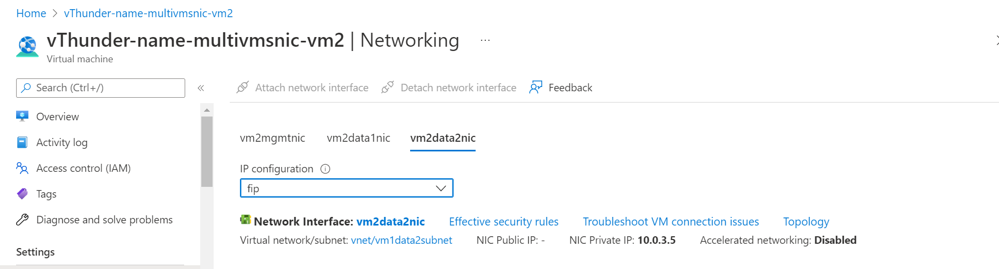 Home > vThunder-name-multivmsnic-vm2
vThunder-name-multivmsnic-vm2 | Networking ...
Virtual machine
Search (Ctrl+/)
«
Attach network interface
Detach network interface
Feedback
Overview
Activity log
Access control (IAM)
Tags
Diagnose and solve problems
Settings
vm2mgmtnic vm2data1nic vm2data2nic
IP configuration
fip
Network Interface: vm2data2nic Effective security rules Troubleshoot VM connection issues Topology
Virtual network/subnet: vnet/vm1data2subnet NIC Public IP: - NIC Private IP: 10.0.3.5 Accelerated networking: Disabled